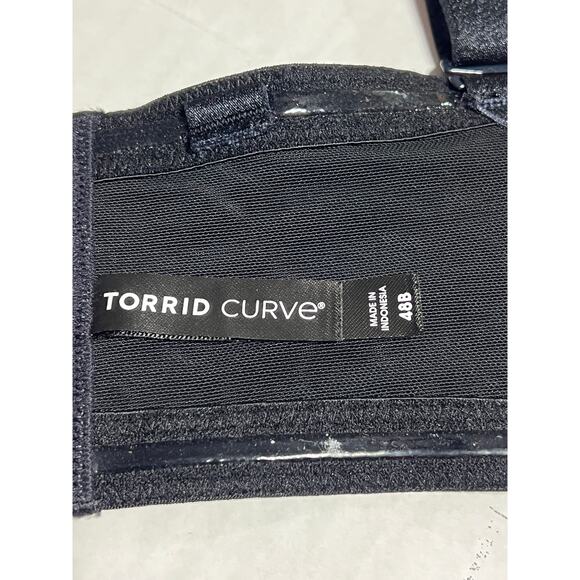 TORRID CURVE®
MADE IN
INDONESIA
48B